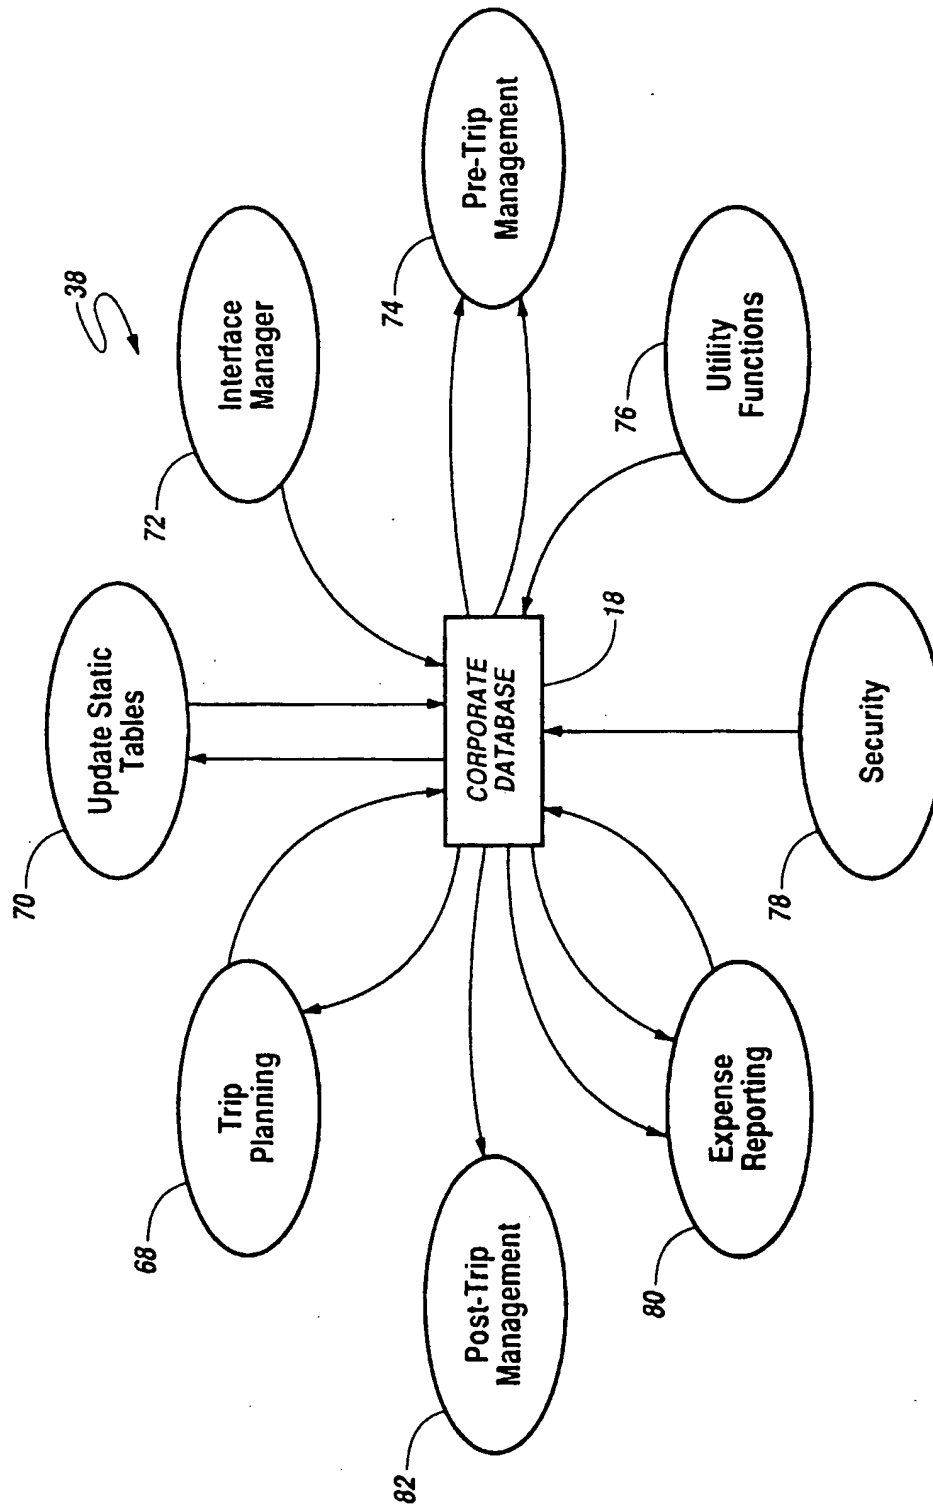 38
70
Update Static
Tables
72
Interface
Manager
68
Trip
Planning
74
Pre-Trip
Management
CORPORATE
DATABASE
18
82
Post-Trip
Management
76
Utility
Functions
80
Expense
Reporting
78
Security